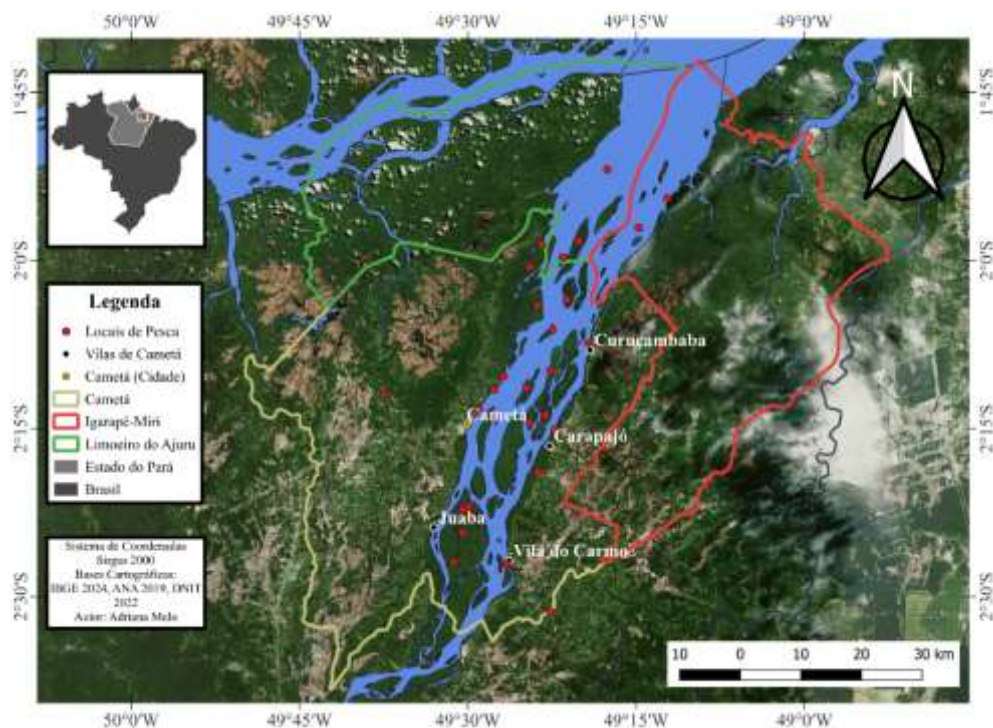 50°0'W 49°45'W 49°30'W 49°15'W 49°0'W
1°45'S 1°45'S
N
2°0'S 2°0'S
Legenda
Locais de Pesca
Vilas de Cametá
Cametá (Cidade)
Cametá
Igarapé-Miri
Limoeiro do Ajuru
Estado do Pará
Brasil
Curuçambaba
Cametá
2°15'S 2°15'S
Carapajó
Juaba
Vila do Carmo
Sistema de Coordenadas
Sirgas 2000
Bases Cartográficas:
IBGE 2024, ANA 2019, DNIT
2022
Autor: Adriana Melo
2°30'S 2°30'S
10 0 10 20 30 km
50°0'W 49°45'W 49°30'W 49°15'W 49°0'W